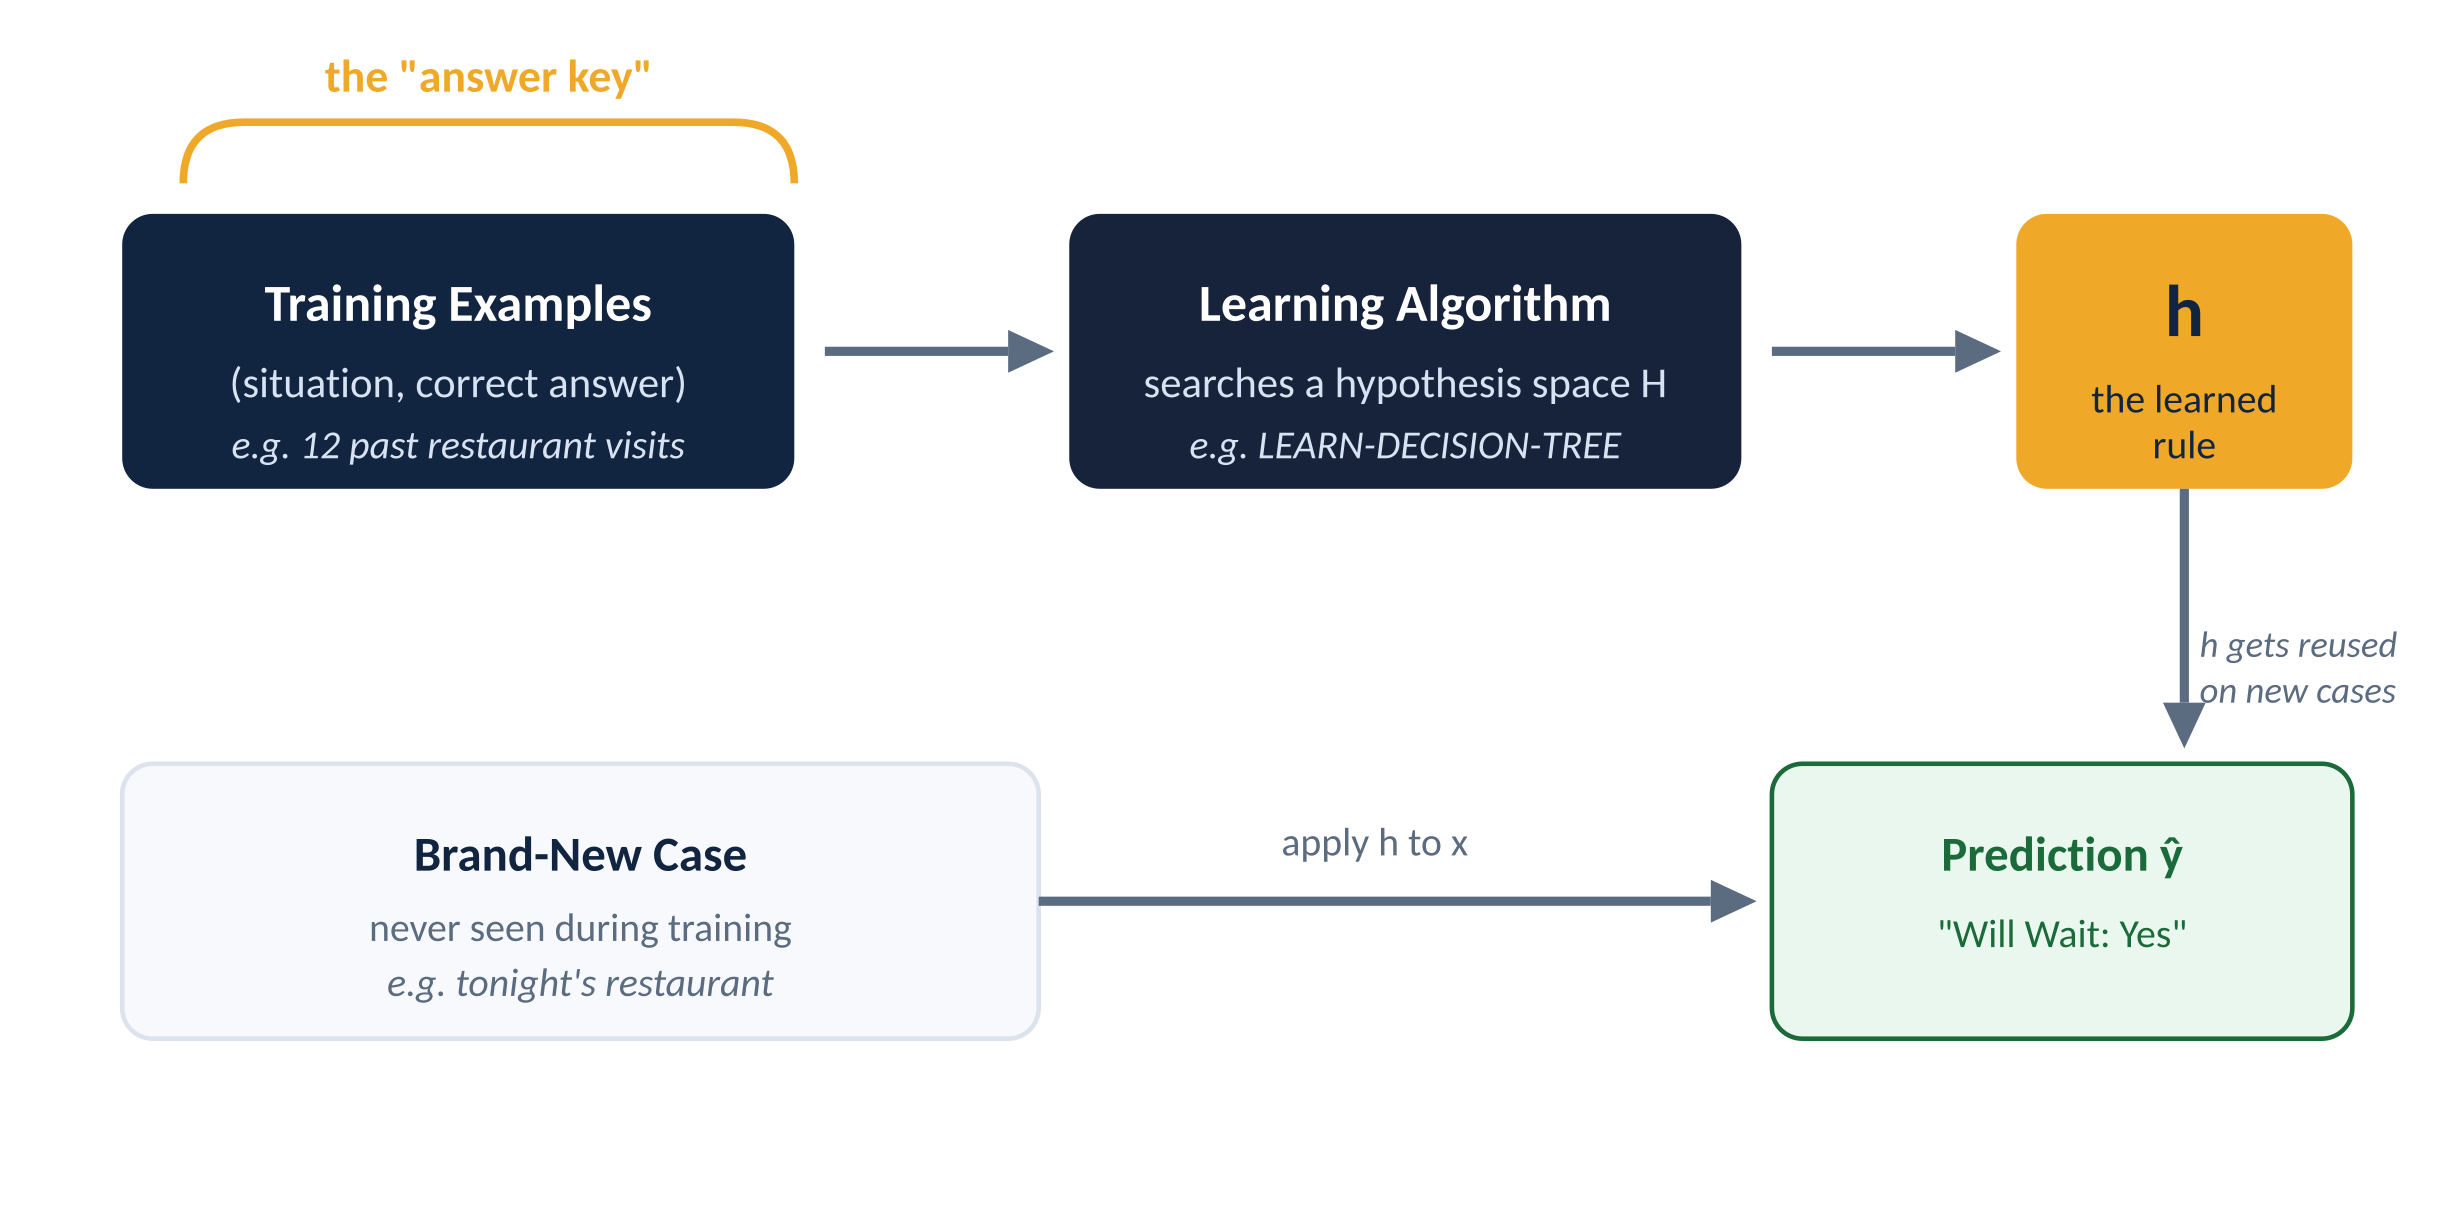 the "answer key"
Training Examples
(situation, correct answer)
e.g. 12 past restaurant visits
Learning Algorithm
searches a hypothesis space H
e.g. LEARN-DECISION-TREE
h
the learned
rule
h gets reused
on new cases
Brand-New Case
never seen during training
e.g. tonight's restaurant
apply h to x
Prediction ŷ
"Will Wait: Yes"